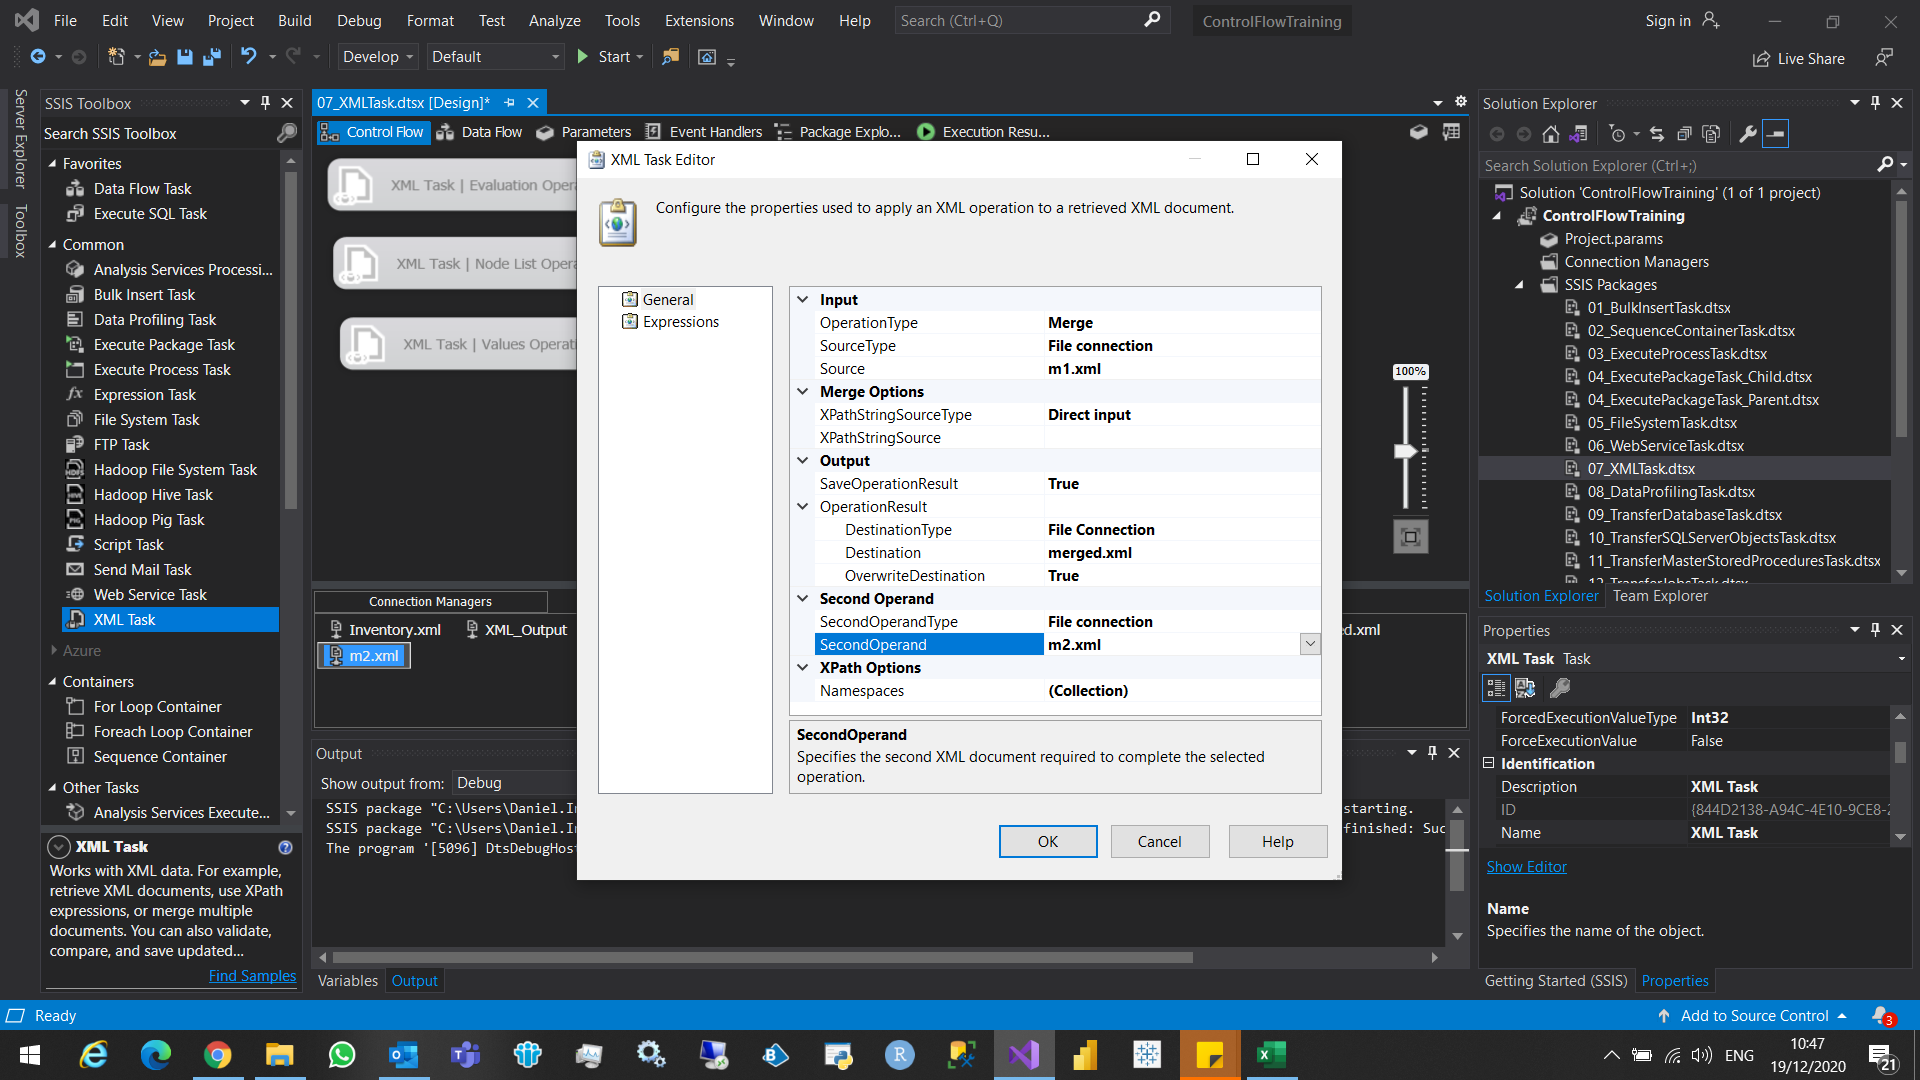 File Edit View Project Build Debug Format Test Analyze Tools Extensions Window Help Search (Ctrl+Q) ControlFlowTraining Sign in
Develop Default Start Live Share
Server Explorer
Toolbox
SSIS Toolbox
Search SSIS Toolbox
Favorites
Data Flow Task
Execute SQL Task
Common
Analysis Services Processi...
Bulk Insert Task
Data Profiling Task
Execute Package Task
Execute Process Task
Expression Task
File System Task
FTP Task
Hadoop File System Task
Hadoop Hive Task
Hadoop Pig Task
Script Task
Send Mail Task
Web Service Task
XML Task
Azure
Containers
For Loop Container
Foreach Loop Container
Sequence Container
Other Tasks
Analysis Services Execute...
XML Task
Works with XML data. For example,
retrieve XML documents, use XPath
expressions, or merge multiple
documents. You can also validate,
compare, and save updated...
Find Samples
07_XMLTask.dtsx [Design]*
Control Flow Data Flow Parameters Event Handlers Package Explo... Execution Resu...
XML Task | Evaluation Opera
XML Task | Node List Opera
XML Task | Values Operati
100%
Connection Managers
Inventory.xml XML_Output
m2.xml
ed.xml
Output
Show output from: Debug
SSIS package "C:\Users\Daniel.In starting.
SSIS package "C:\Users\Daniel.In finished: Suc
The program '[5096] DtsDebugHos
Variables Output
XML Task Editor
Configure the properties used to apply an XML operation to a retrieved XML document.
General
Expressions
Input
OperationType Merge
SourceType File connection
Source m1.xml
Merge Options
XPathStringSourceType Direct input
XPathStringSource
Output
SaveOperationResult True
OperationResult
DestinationType File Connection
Destination merged.xml
OverwriteDestination True
Second Operand
SecondOperandType File connection
SecondOperand m2.xml
XPath Options
Namespaces (Collection)
SecondOperand
Specifies the second XML document required to complete the selected
operation.
OK Cancel Help
Solution Explorer
Search Solution Explorer (Ctrl+;)
Solution 'ControlFlowTraining' (1 of 1 project)
ControlFlowTraining
Project.params
Connection Managers
SSIS Packages
01_BulkInsertTask.dtsx
02_SequenceContainerTask.dtsx
03_ExecuteProcessTask.dtsx
04_ExecutePackageTask_Child.dtsx
04_ExecutePackageTask_Parent.dtsx
05_FileSystemTask.dtsx
06_WebServiceTask.dtsx
07_XMLTask.dtsx
08_DataProfilingTask.dtsx
09_TransferDatabaseTask.dtsx
10_TransferSQLServerObjectsTask.dtsx
11_TransferMasterStoredProceduresTask.dtsx
12_TransferJobsTask.dtsx
Solution Explorer Team Explorer
Properties
XML Task Task
ForcedExecutionValueType Int32
ForceExecutionValue False
Identification
Description XML Task
ID {844D2138-A94C-4E10-9CE8-2
Name XML Task
Show Editor
Name
Specifies the name of the object.
Getting Started (SSIS) Properties
Ready Add to Source Control 3
ENG 10:47
19/12/2020 21